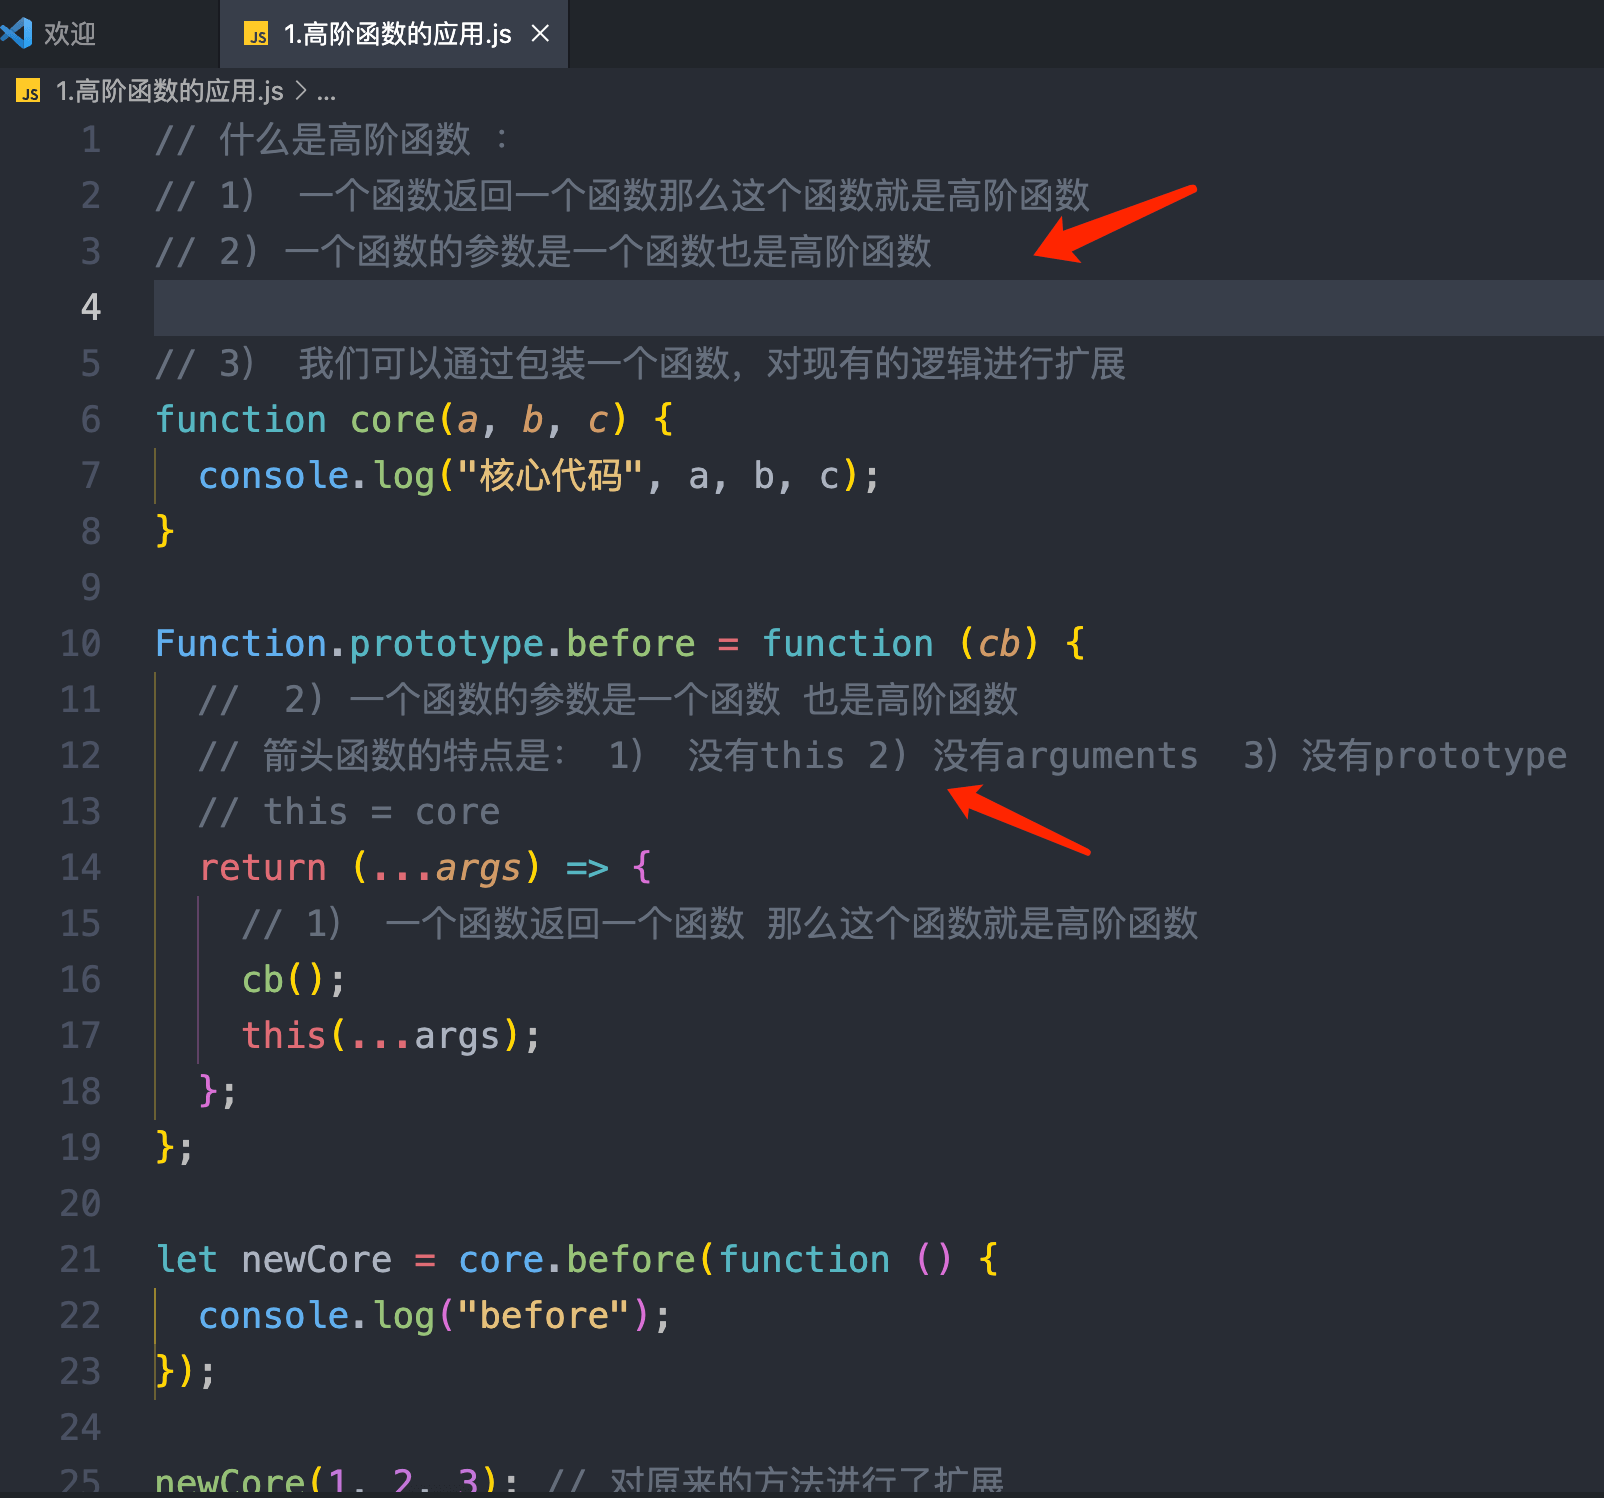 欢迎
JS 1.高阶函数的应用.js ×
JS 1.高阶函数的应用.js > ...
1 // 什么是高阶函数 :
2 // 1) 一个函数返回一个函数那么这个函数就是高阶函数
3 // 2) 一个函数的参数是一个函数也是高阶函数
4
5 // 3) 我们可以通过包装一个函数，对现有的逻辑进行扩展
6 function core(a, b, c) {
7 console.log("核心代码", a, b, c);
8 }
9
10 Function.prototype.before = function (cb) {
11 // 2) 一个函数的参数是一个函数 也是高阶函数
12 // 箭头函数的特点是: 1) 没有this 2) 没有arguments 3) 没有prototype
13 // this = core
14 return (...args) => {
15 // 1) 一个函数返回一个函数 那么这个函数就是高阶函数
16 cb();
17 this(...args);
18 };
19 };
20
21 let newCore = core.before(function () {
22 console.log("before");
23 });
24
25 newCore(1, 2, 3); // 对原来的方法进行了扩展